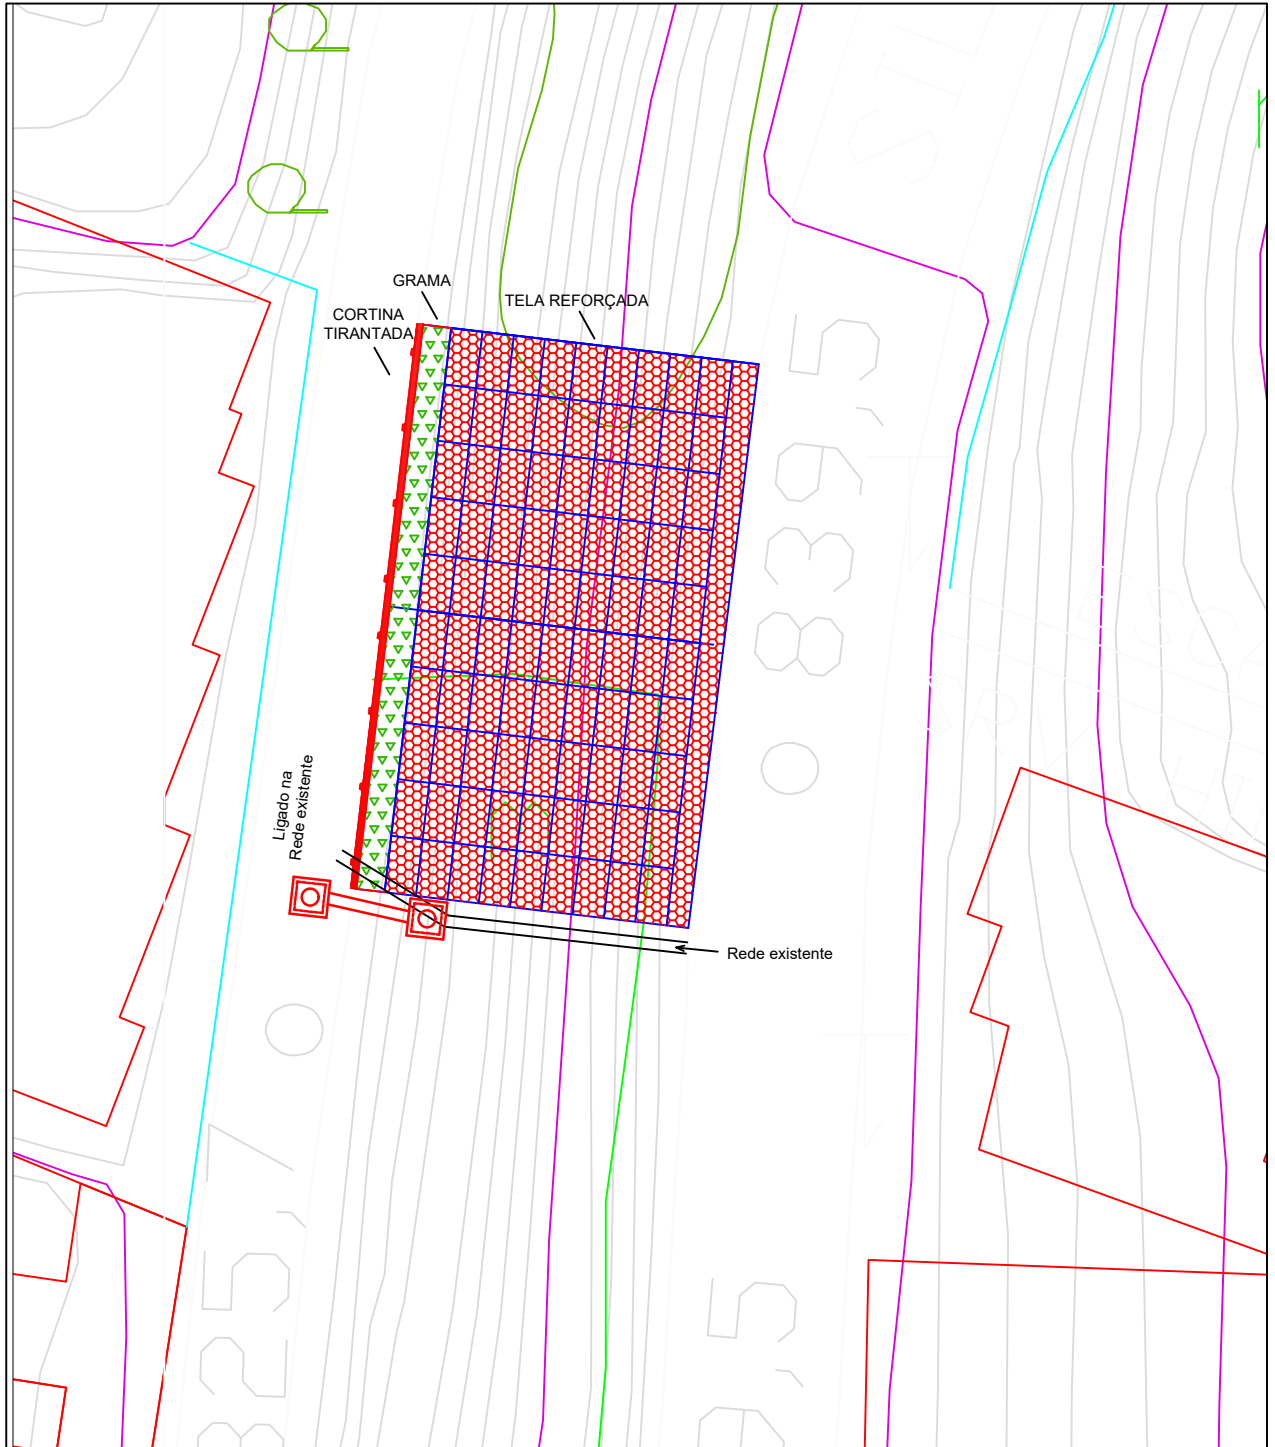 GRAMA
TELA REFORÇADA
CORTINA
TIRANTADA
Ligado na
Rede existente
Rede existente